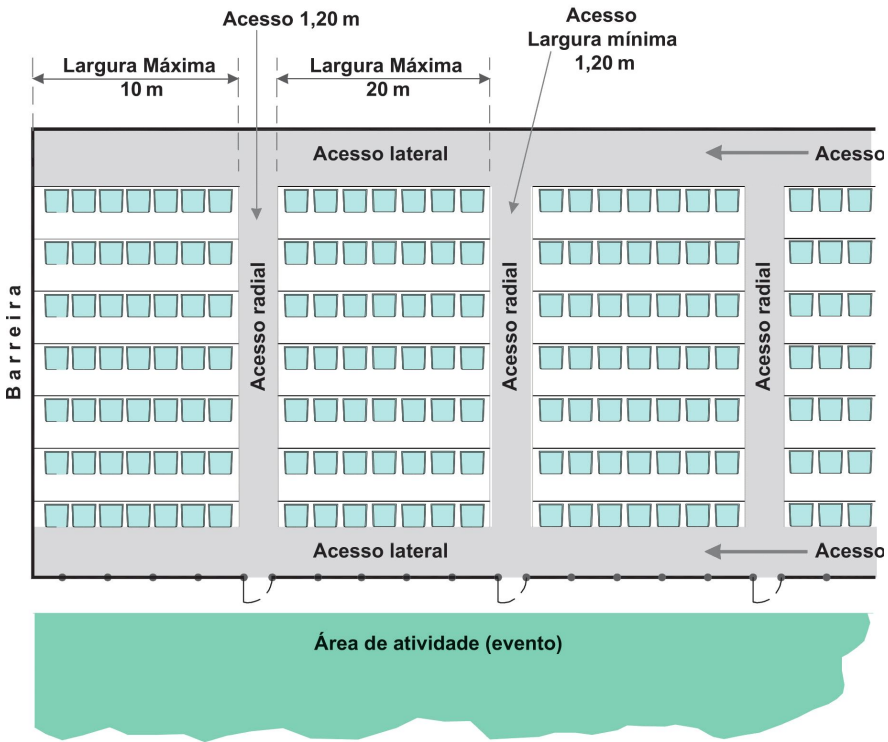 Acesso 1,20 m
Acesso
Largura mínima
1,20 m
Largura Máxima
10 m
Largura Máxima
20 m
Acesso lateral
Acesso
Barreira
Acesso radial
Acesso radial
Acesso radial
Acesso lateral
Acesso
Área de atividade (evento)